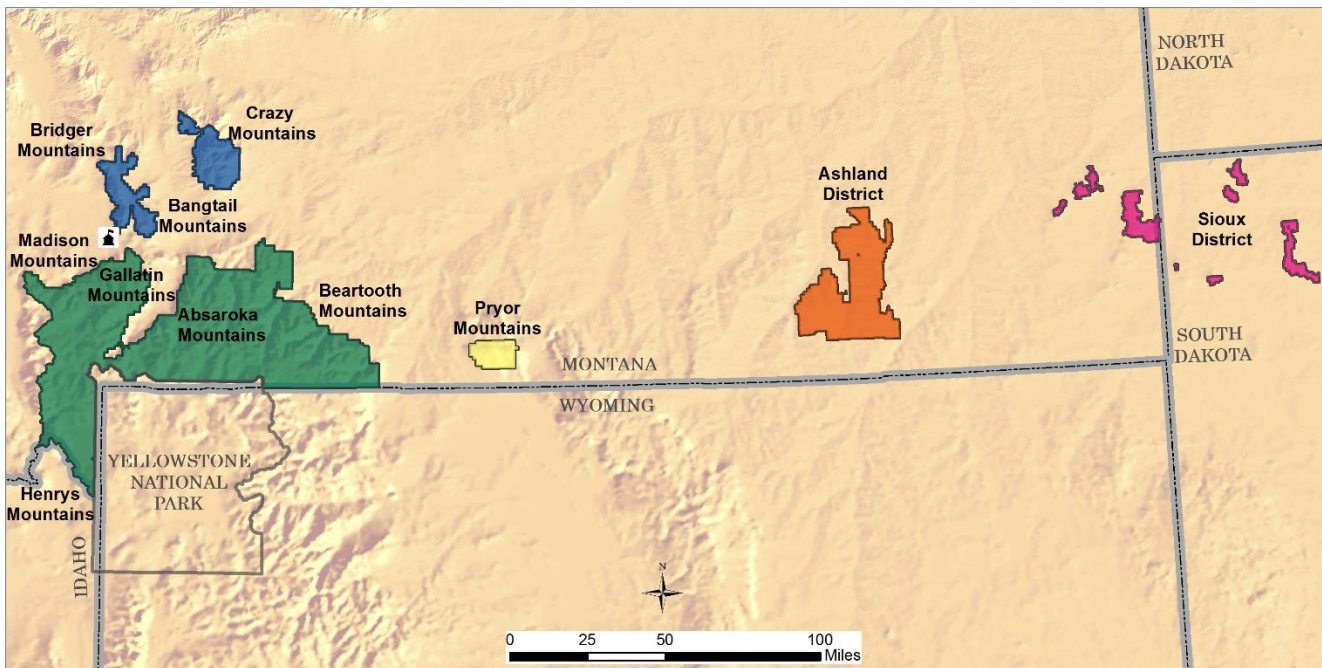 NORTH
DAKOTA
Crazy
Mountains
Bridger
Mountains
Ashland
District
Bangtail
Mountains
Sioux
District
Madison
Mountains
Gallatin
Mountains
Beartooth
Mountains
Absaroka
Mountains
Pryor
Mountains
SOUTH
DAKOTA
MONTANA
WYOMING
YELLOWSTONE
NATIONAL
PARK
Henrys
Mountains
IDAHO
N
0 25 50 100
Miles